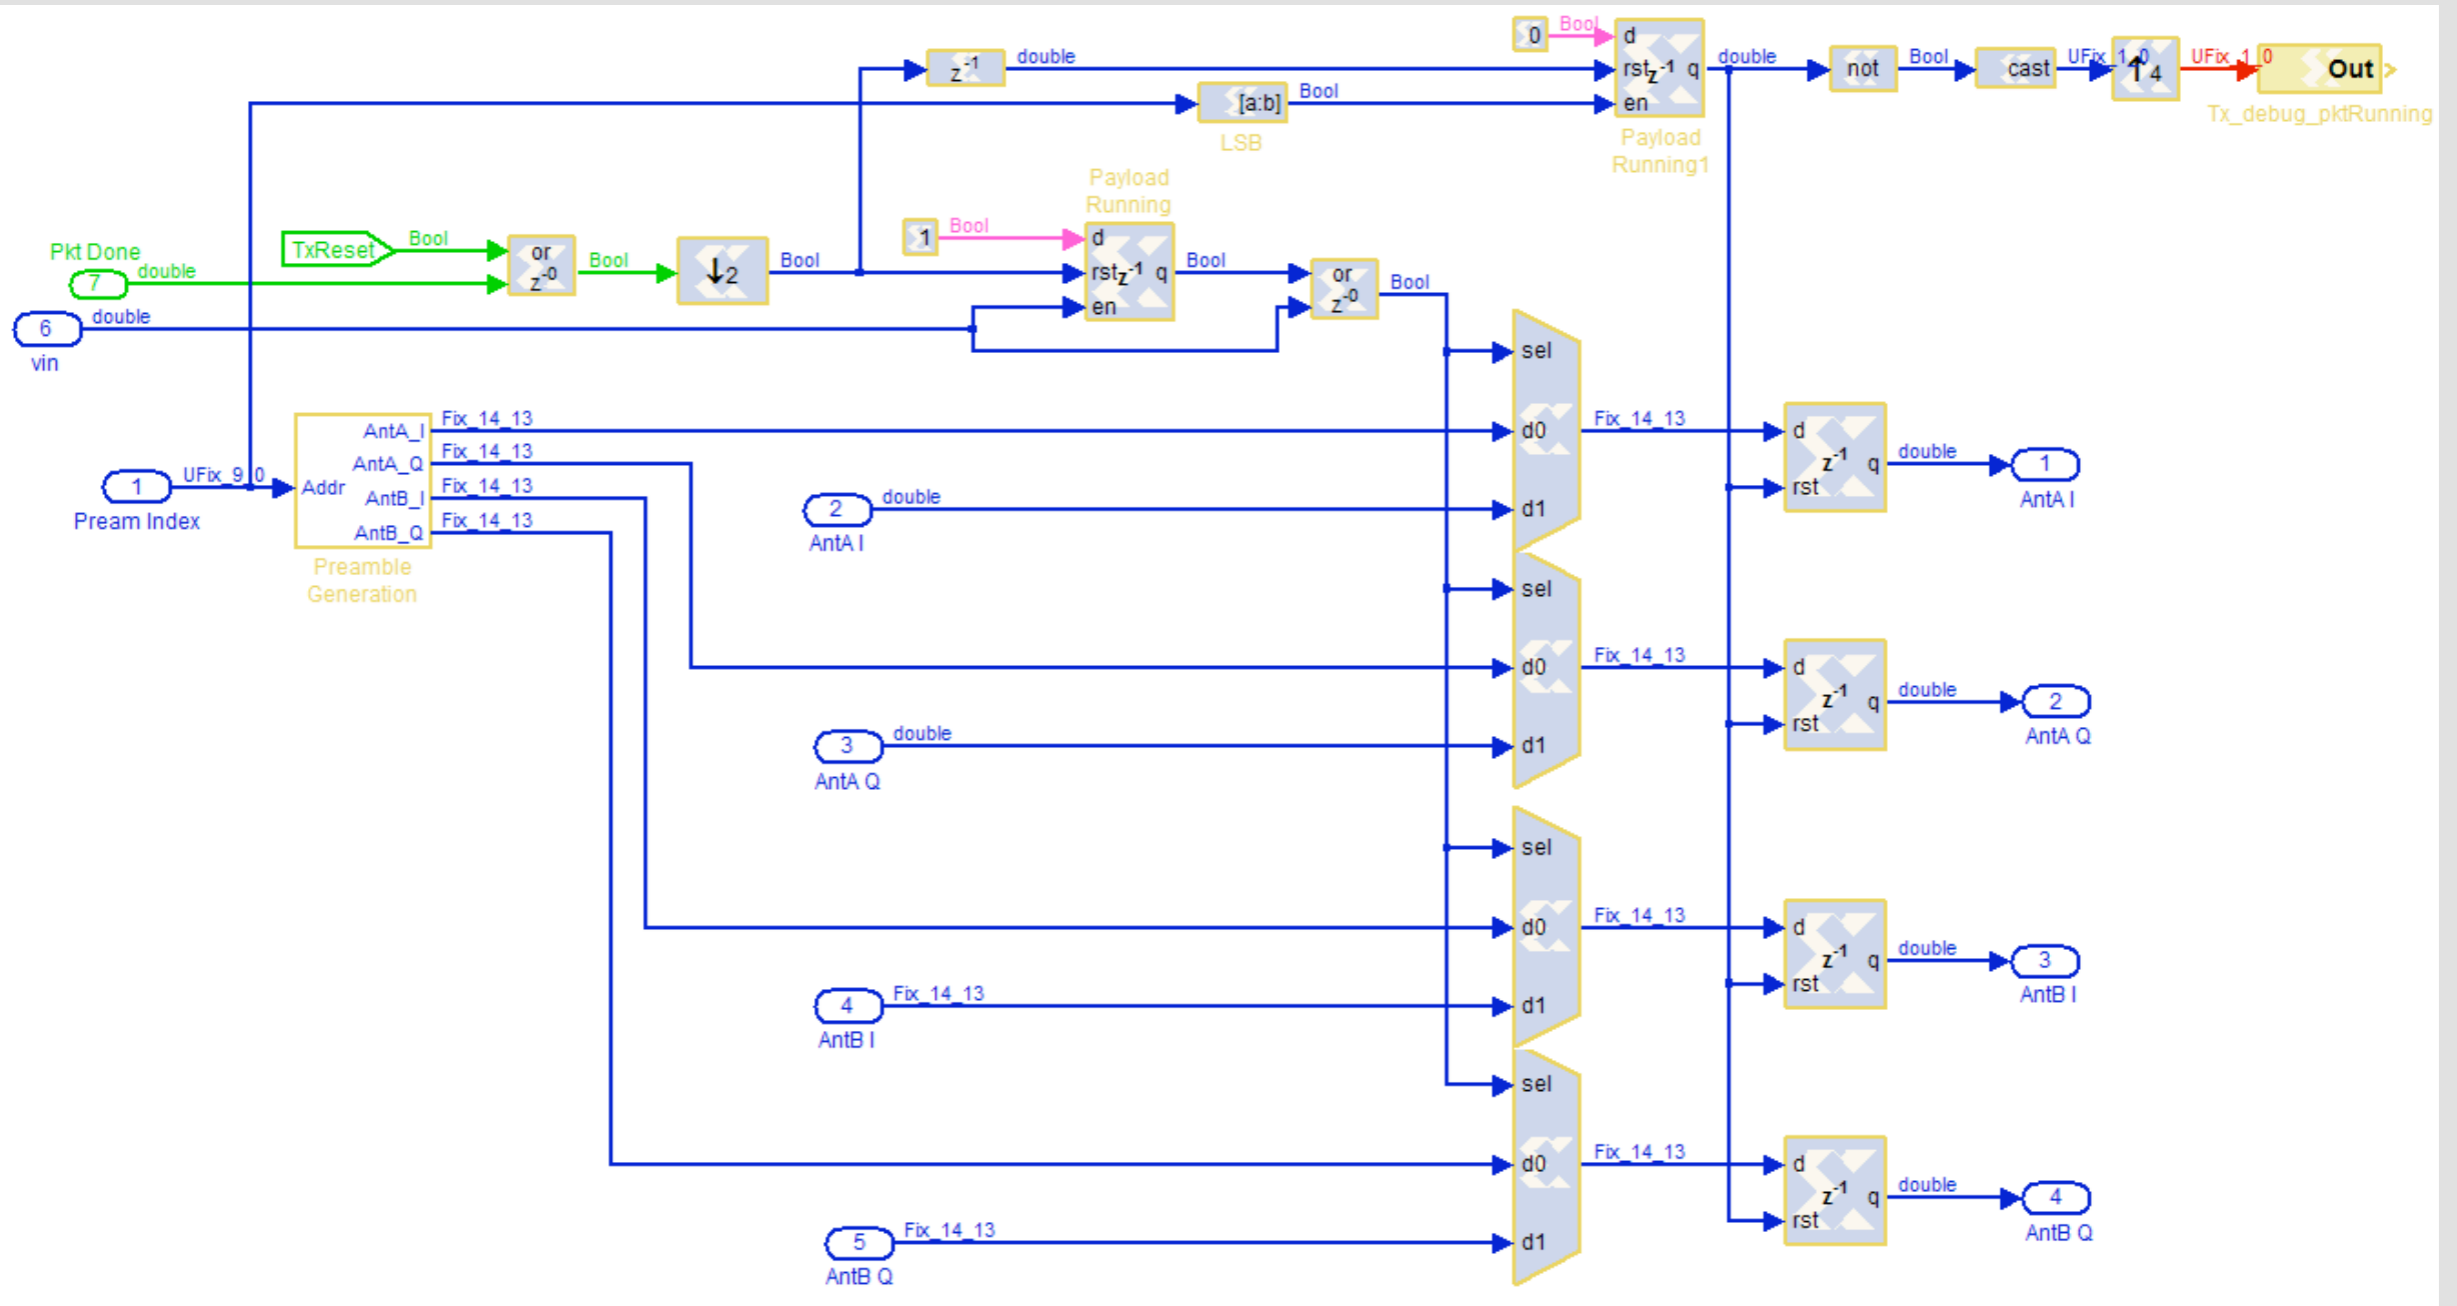 0
Bool
d
rst
z-1
q
en
Payload
Running1
double
not
Bool
cast
UFix_1_0
↑4
UFix_1_0
Out
Tx_debug_pktRunning
z-1
double
[a:b]
Bool
LSB
Payload
Running
1
Bool
d
rst
z-1
q
en
Bool
or
z-0
Bool
Pkt Done
7
double
TxReset
Bool
or
z-0
Bool
↓2
Bool
6
double
vin
1
UFix_9_0
Pream Index
Addr
AntA_I
AntA_Q
AntB_I
AntB_Q
Fix_14_13
Fix_14_13
Fix_14_13
Fix_14_13
Preamble
Generation
2
double
AntA I
sel
d0
d1
Fix_14_13
d
z-1
q
rst
double
1
AntA I
3
double
AntA Q
sel
d0
d1
Fix_14_13
d
z-1
q
rst
double
2
AntA Q
4
Fix_14_13
AntB I
sel
d0
d1
Fix_14_13
d
z-1
q
rst
double
3
AntB I
5
Fix_14_13
AntB Q
sel
d0
d1
Fix_14_13
d
z-1
q
rst
double
4
AntB Q